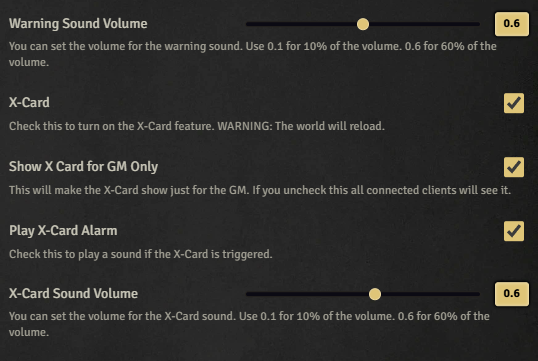 Warning Sound Volume 0.6
You can set the volume for the warning sound. Use 0.1 for 10% of the volume. 0.6 for 60% of the
volume.
X-Card
Check this to turn on the X-Card feature. WARNING: The world will reload.
Show X Card for GM Only
This will make the X-Card show just for the GM. If you uncheck this all connected clients will see it.
Play X-Card Alarm
Check this to play a sound if the X-Card is triggered.
X-Card Sound Volume 0.6
You can set the volume for the X-Card sound. Use 0.1 for 10% of the volume. 0.6 for 60% of the
volume.